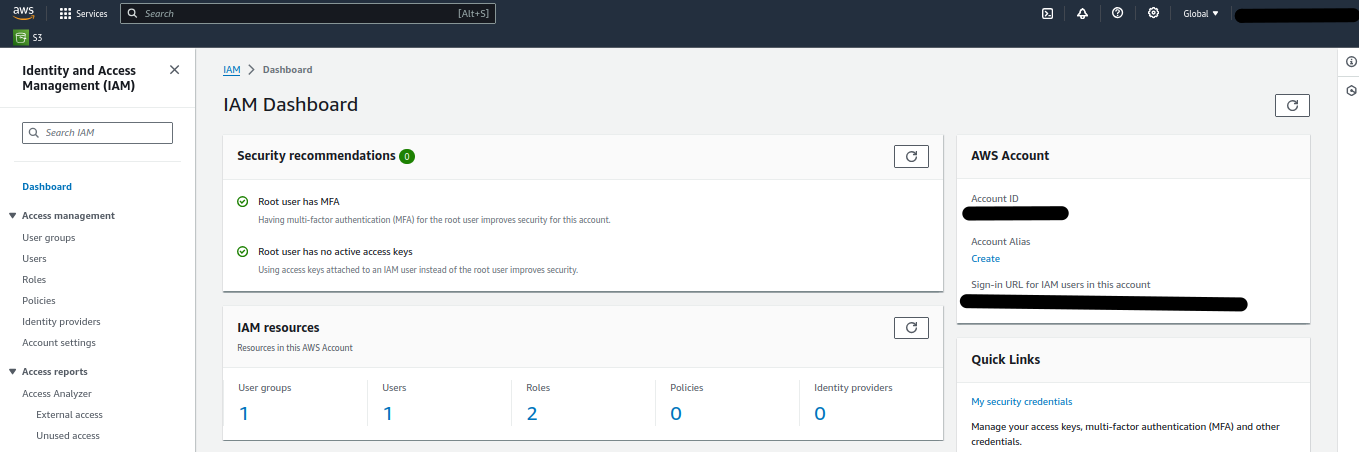 aws
Services
Search
[Alt+S]
Global
S3
Identity and Access
Management (IAM)
Search IAM
Dashboard
Access management
User groups
Users
Roles
Policies
Identity providers
Account settings
Access reports
Access Analyzer
External access
Unused access
IAM > Dashboard
IAM Dashboard
Security recommendations 0
Root user has MFA
Having multi-factor authentication (MFA) for the root user improves security for this account.
Root user has no active access keys
Using access keys attached to an IAM user instead of the root user improves security.
IAM resources
Resources in this AWS Account
User groups
1
Users
1
Roles
2
Policies
0
Identity providers
0
AWS Account
Account ID
Account Alias
Create
Sign-in URL for IAM users in this account
Quick Links
My security credentials
Manage your access keys, multi-factor authentication (MFA) and other
credentials.